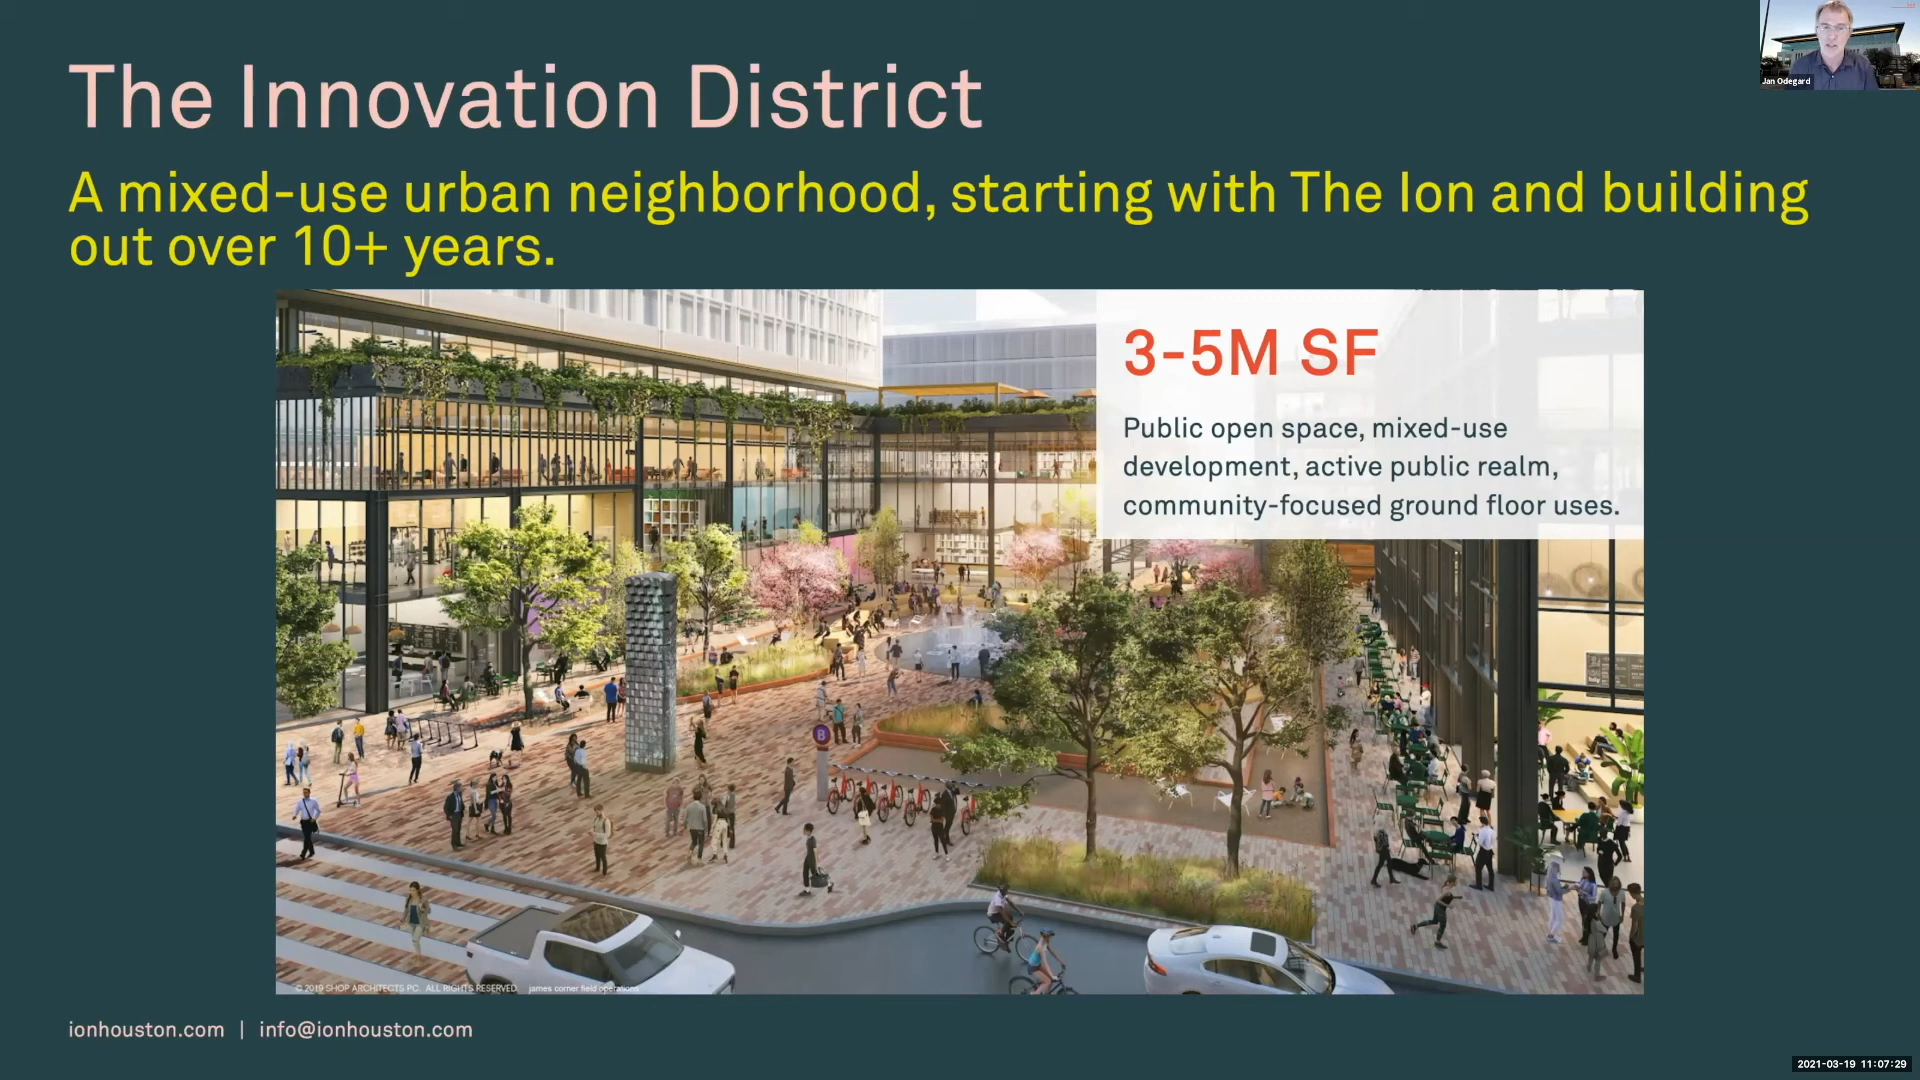 Jan Odegard
The Innovation District
A mixed-use urban neighborhood, starting with The Ion and building
out over 10+ years.
3-5M SF
Public open space, mixed-use
development, active public realm,
community-focused ground floor uses.
B
© 2019 SHOP ARCHITECTS PC. ALL RIGHTS RESERVED. james corner field operations
ionhouston.com | info@ionhouston.com
2021-03-19 11:07:29